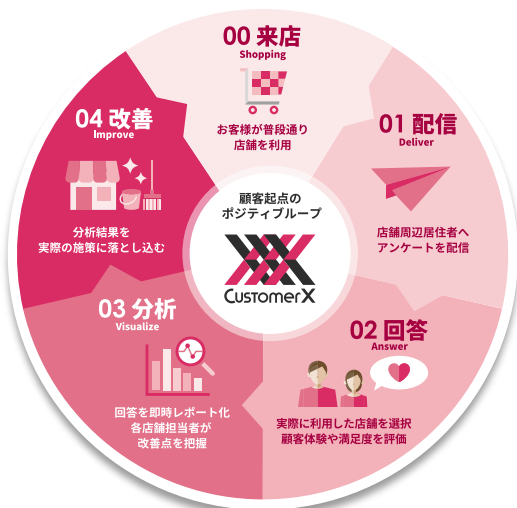 00 来店
Shopping
お客様が普段通り
店舗を利用
01 配信
Deliver
店舗周辺居住者へ
アンケートを配信
02 回答
Answer
実際に利用した店舗を選択
顧客体験や満足度を評価
03 分析
Visualize
回答を即時レポート化
各店舗担当者が
改善点を把握
04 改善
Improve
分析結果を
実際の施策に落とし込む
顧客起点の
ポジティブループ
CustomerX